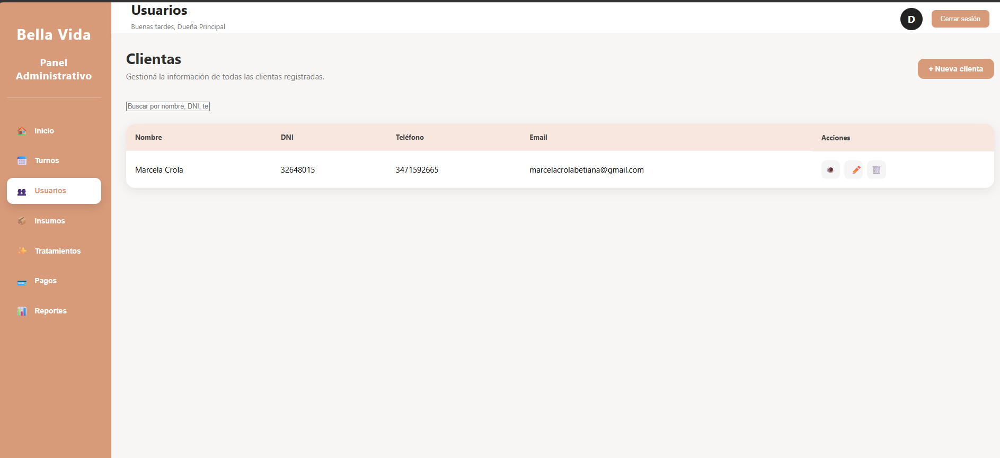 Bella Vida
Panel
Administrativo
Inicio
Turnos
Usuarios
Insumos
Tratamientos
Pagos
Reportes
Usuarios
Buenas tardes, Dueña Principal
D
Cerrar sesión
Clientas
Gestioná la información de todas las clientas registradas.
+ Nueva clienta
Buscar por nombre, DNI, te
Nombre DNI Teléfono Email Acciones
Marcela Crola 32648015 3471592665 marcelacrolabetiana@gmail.com